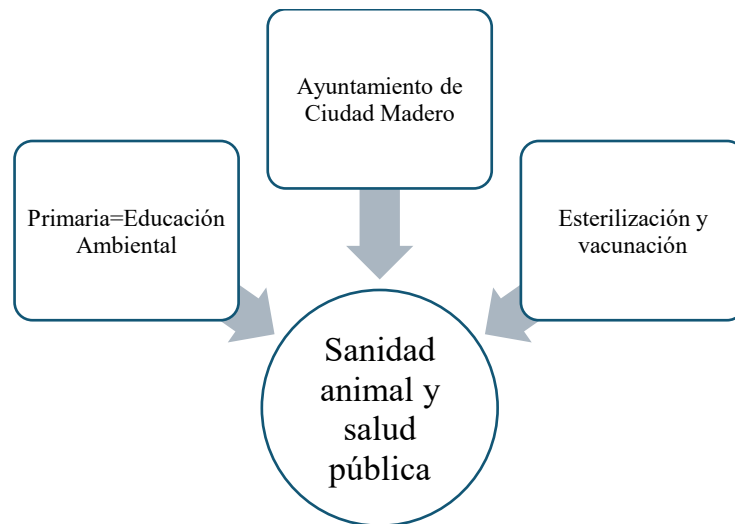 Ayuntamiento de
Ciudad Madero
Primaria=Educación
Ambiental
Esterilización y
vacunación
Sanidad
animal y
salud
pública